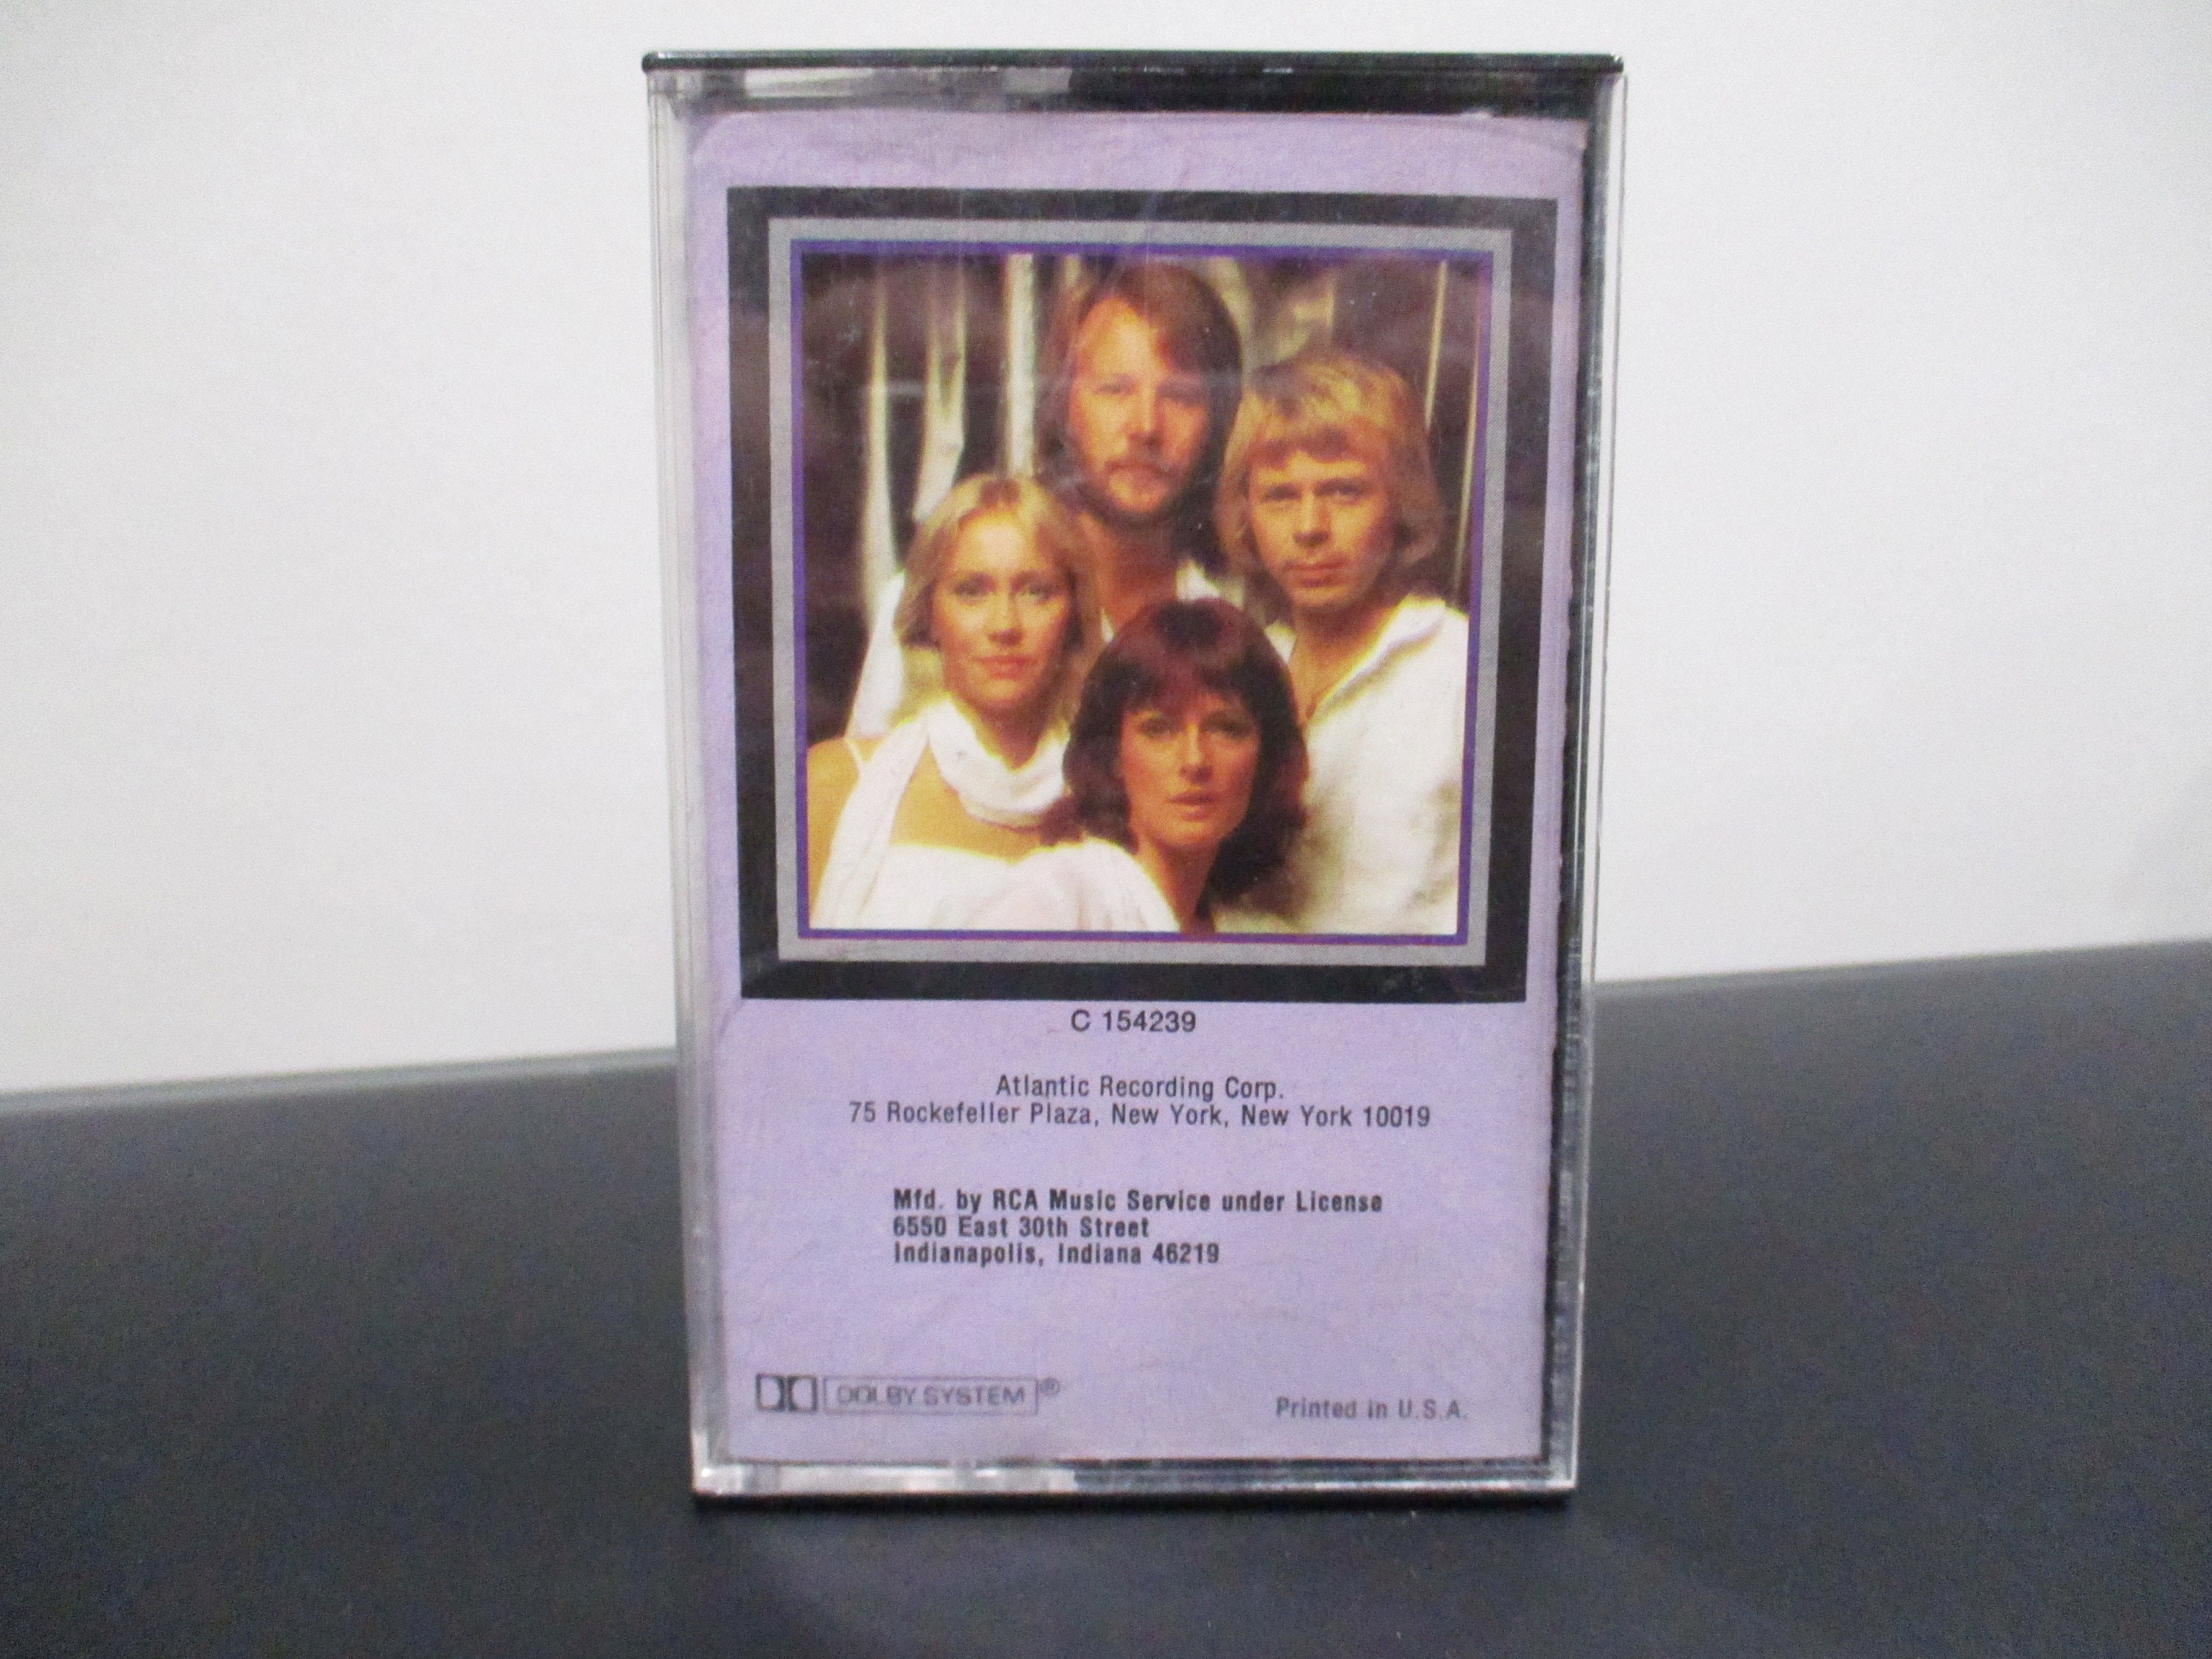 C 154239
Atlantic Recording Corp.
75 Rockefeller Plaza, New York, New York 10019
Mfd. by RCA Music Service under License
6550 East 30th Street
Indianapolis, Indiana 46219
DOLBY SYSTEM®
Printed in U.S.A.